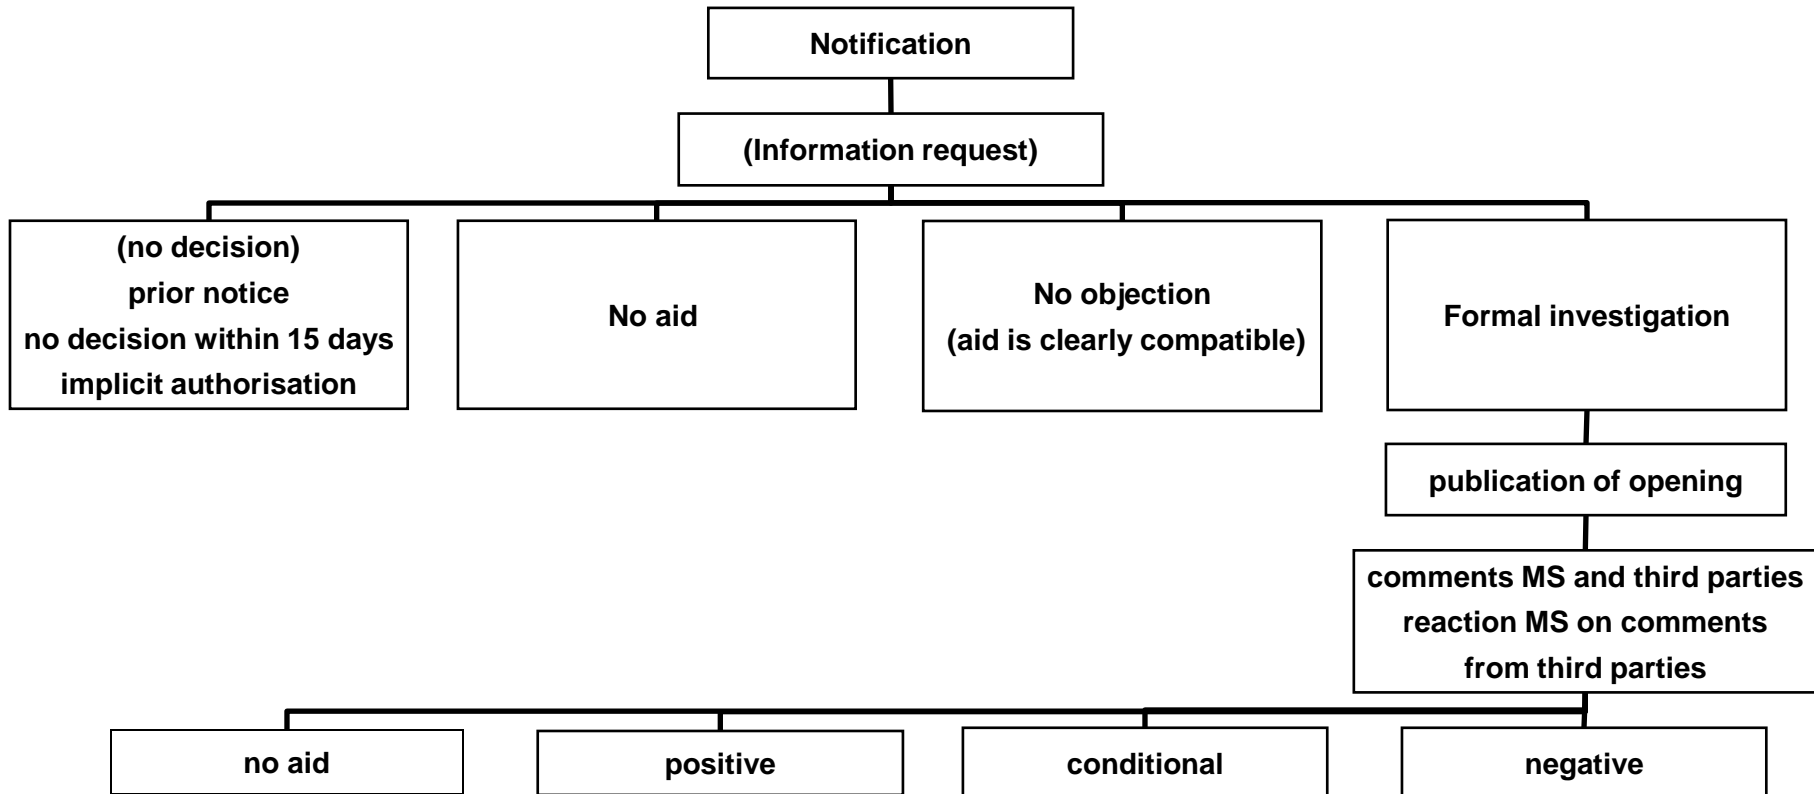 Notification
(Information request)
(no decision)
prior notice
no decision within 15 days
implicit authorisation
No aid
No objection
(aid is clearly compatible)
Formal investigation
publication of opening
comments MS and third parties
reaction MS on comments
from third parties
no aid
positive
conditional
negative